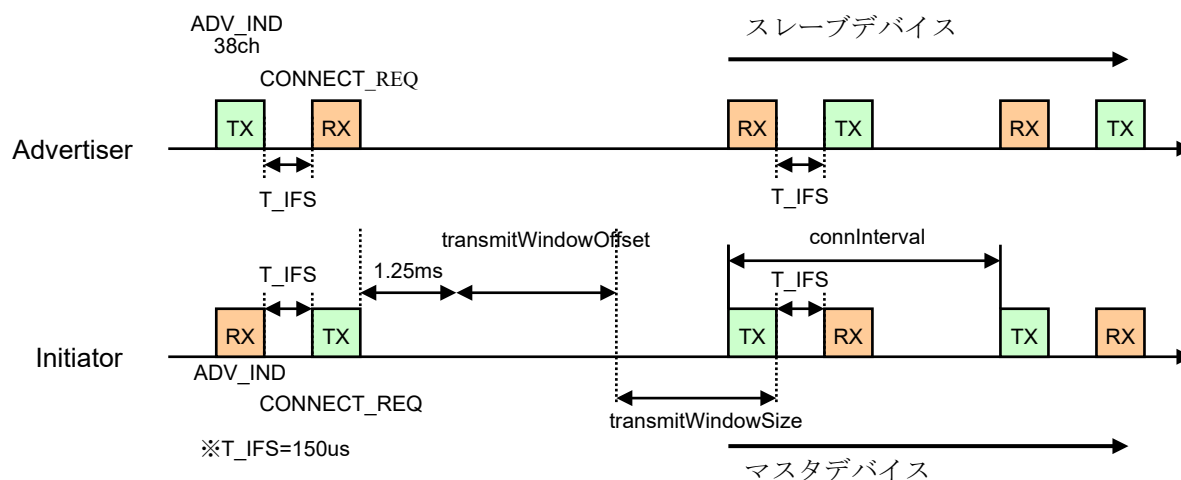 ADV_IND
38ch
スレーブデバイス
CONNECT_REQ
TX
RX
RX
TX
RX
TX
Advertiser
T_IFS
T_IFS
transmitWindowOffset
connInterval
T_IFS
1.25ms
T_IFS
RX
TX
TX
RX
TX
RX
Initiator
ADV_IND
CONNECT_REQ
transmitWindowSize
※T_IFS=150us
マスタデバイス